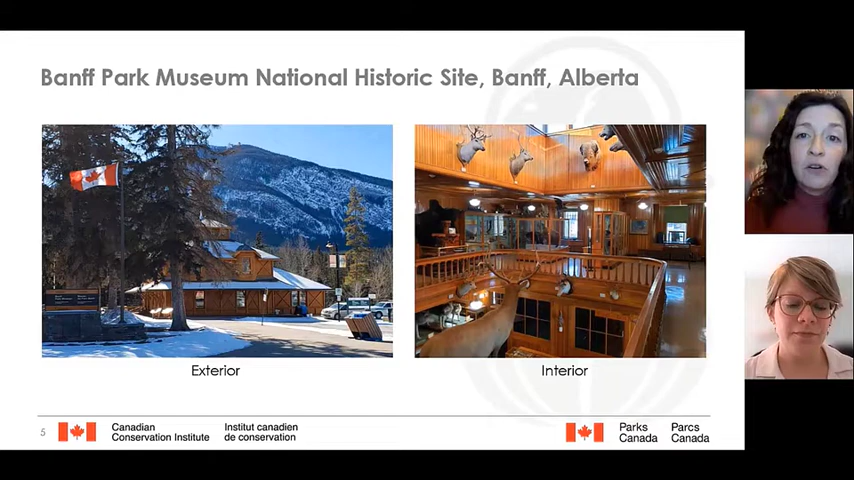 Banff Park Museum National Historic Site, Banff, Alberta
Exterior
Interior
5
Canadian
Conservation Institute
Institut canadien
de conservation
Parks
Canada
Parcs
Canada